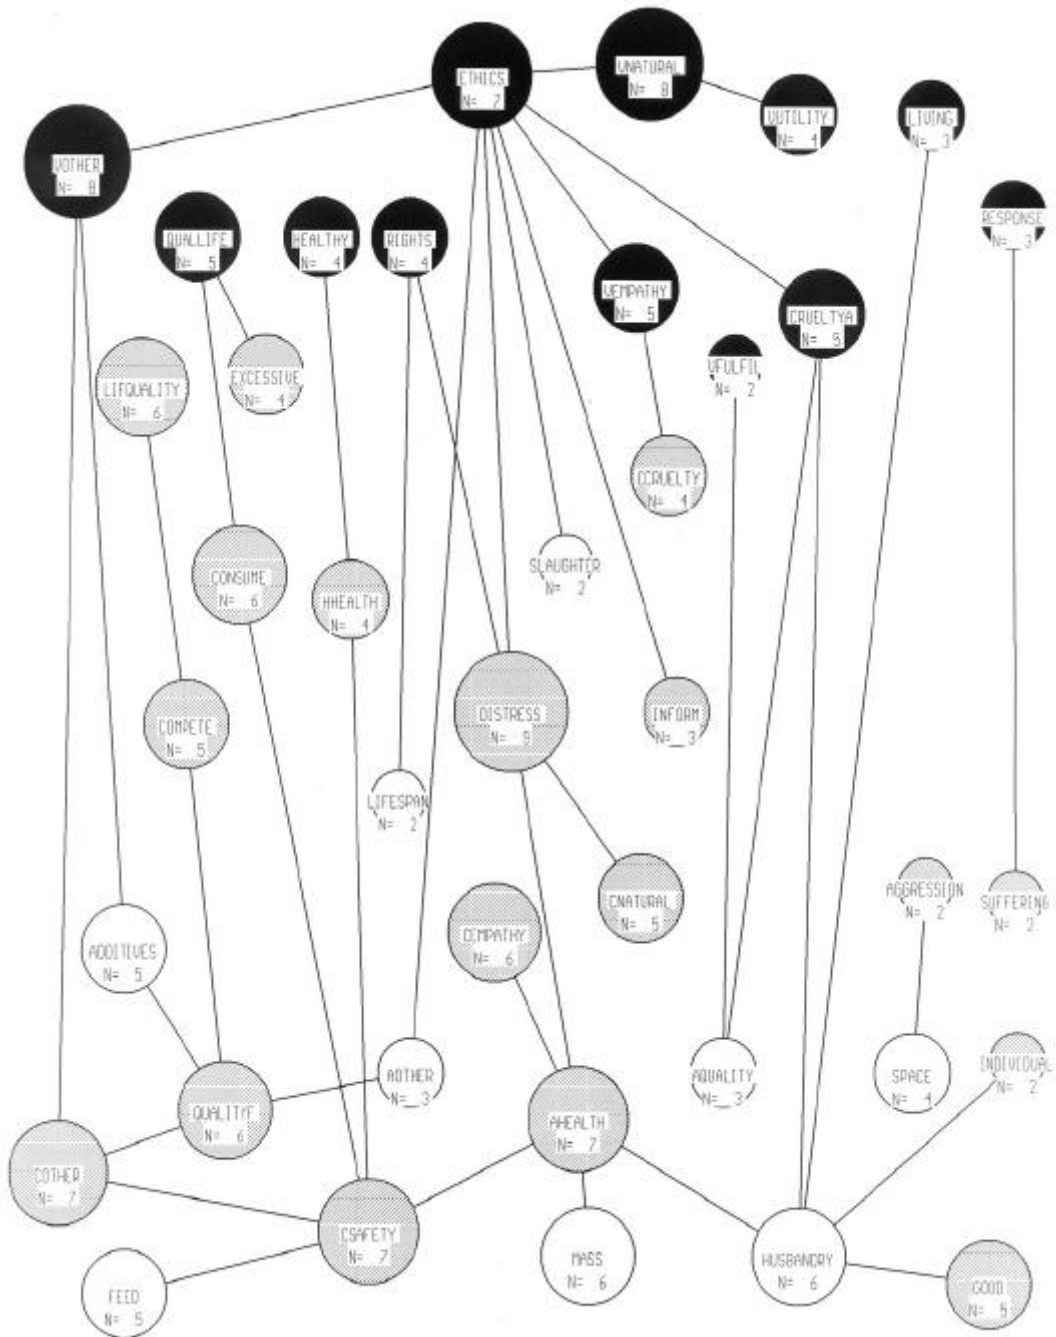 ETHICS
N= 7
VNATURAL
N= 8
VUTILITY
N= 4
LIVING
N= 3
VOTHER
N= 8
QUALLIFE
N= 5
HEALTHY
N= 4
RIGHTS
N= 4
VEMPATHY
N= 5
CRUELTYA
N= 5
RESPONSE
N= 3
LIFQUALITY
N= 6
EXCESSIVE
N= 4
VFULFIL
N= 2
CCRUELTY
N= 4
CONSUME
N= 6
HHEALTH
N= 4
SLAUGHTER
N= 2
COMPETE
N= 5
DISTRESS
N= 9
INFORM
N= 3
LIFESPAN
N= 2
ADDITIVES
N= 5
CEMPATHY
N= 6
CNATURAL
N= 5
AGGRESSION
N= 2
SUFFERING
N= 2
QUALITYF
N= 6
AOTHER
N= 3
AHEALTH
N= 7
AQUALITY
N= 3
SPACE
N= 4
INDIVIDUAL
N= 2
COTHER
N= 7
CSAFETY
N= 7
FEED
N= 5
MASS
N= 6
HUSBANDRY
N= 6
GOOD
N= 5